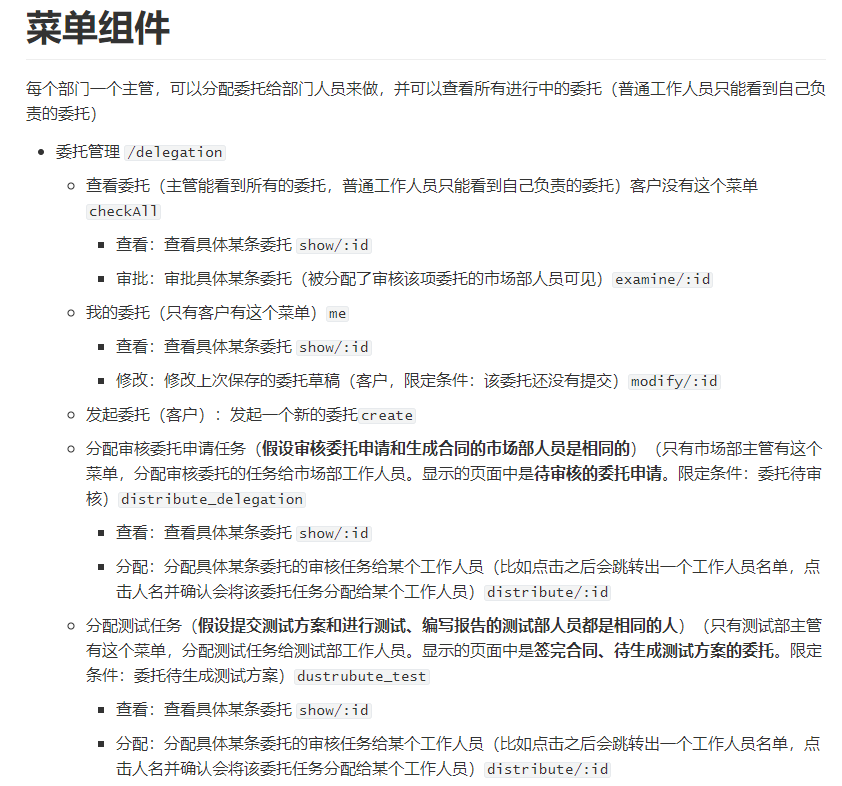 菜单组件
每个部门一个主管，可以分配委托给部门人员来做，并可以查看所有进行中的委托（普通工作人员只能看到自己负
责的委托）
委托管理 /delegation
查看委托（主管能看到所有的委托，普通工作人员只能看到自己负责的委托）客户没有这个菜单
checkAll
查看：查看具体某条委托 show/:id
审批：审批具体某条委托（被分配了审核该项委托的市场部人员可见） examine/:id
我的委托（只有客户有这个菜单） me
查看：查看具体某条委托 show/:id
修改：修改上次保存的委托草稿（客户，限定条件：该委托还没有提交） modify/:id
发起委托（客户）：发起一个新的委托 create
分配审核委托申请任务（假设审核委托申请和生成合同的市场部人员是相同的）（只有市场部主管有这个
菜单，分配审核委托的任务给市场部工作人员。显示的页面中是待审核的委托申请。限定条件：委托待审
核） distribute_delegation
查看：查看具体某条委托 show/:id
分配：分配具体某条委托的审核任务给某个工作人员（比如点击之后会跳转出一个工作人员名单，点
击人名并确认会将该委托任务分配给某个工作人员） distribute/:id
分配测试任务（假设提交测试方案和进行测试、编写报告的测试部人员都是相同的人）（只有测试部主管
有这个菜单，分配测试任务给测试部工作人员。显示的页面中是签完合同、待生成测试方案的委托。限定
条件：委托待生成测试方案） dustrubute_test
查看：查看具体某条委托 show/:id
分配：分配具体某条委托的审核任务给某个工作人员（比如点击之后会跳转出一个工作人员名单，点
击人名并确认会将该委托任务分配给某个工作人员） distribute/:id